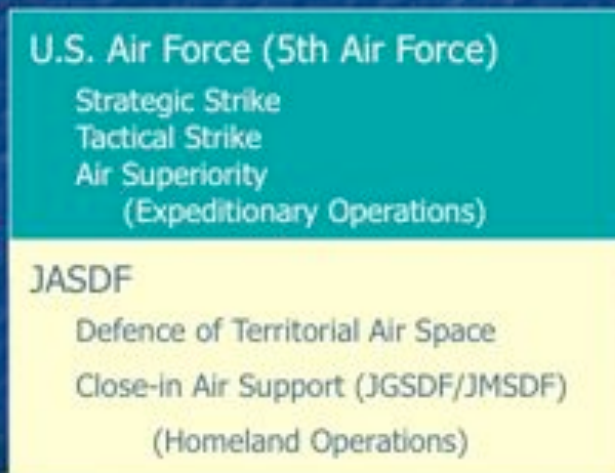 U.S. Air Force (5th Air Force)
Strategic Strike
Tactical Strike
Air Superiority
(Expeditionary Operations)
JASDF
Defence of Territorial Air Space
Close-in Air Support (JGSDF/JMSDF)
(Homeland Operations)